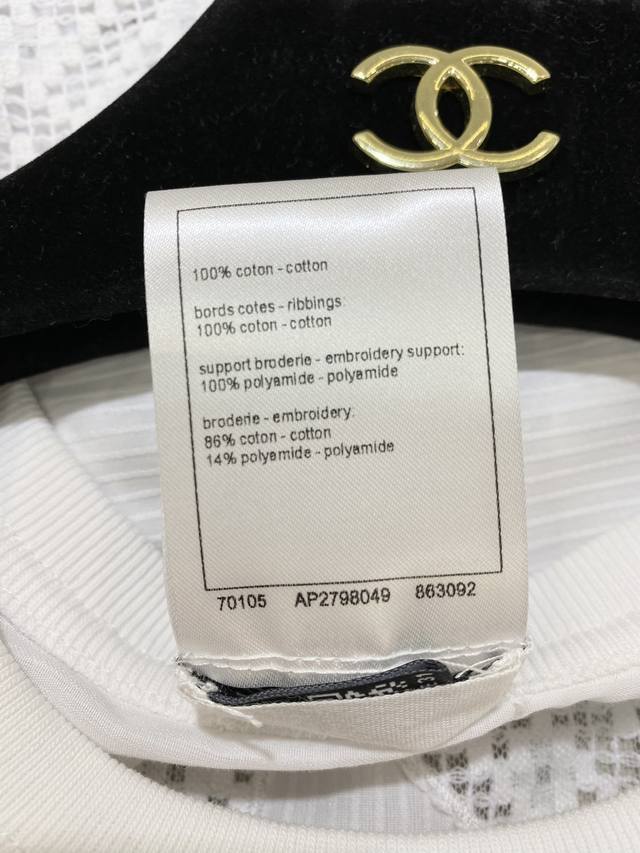 100% coton - cotton
bords cotes - ribbings:
100% coton - cotton
support broderie - embroidery support:
100% polyamide - polyamide
broderie - embroidery:
86% coton - cotton
14% polyamide - polyamide
70105 AP2798049 863092